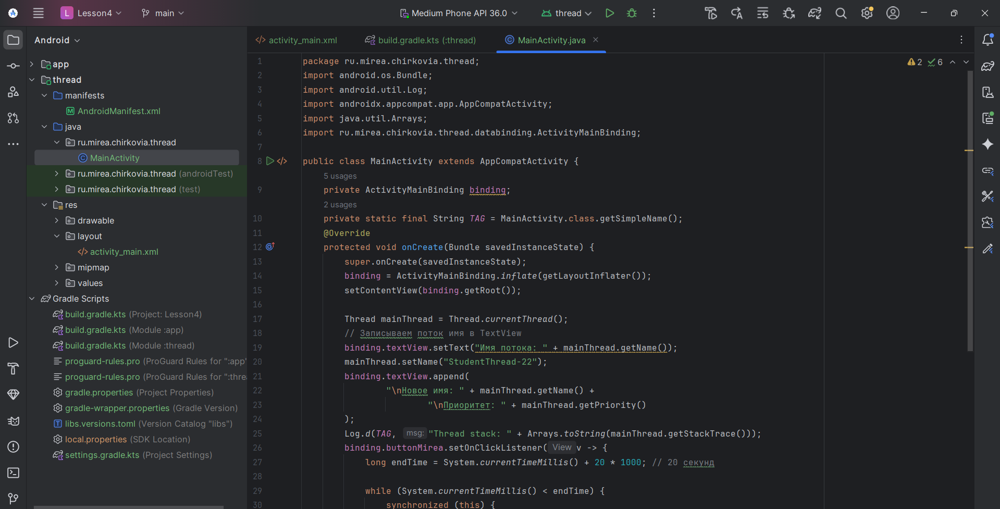 L Lesson4
main
Medium Phone API 36.0
thread
Android
app
thread
manifests
AndroidManifest.xml
java
ru.mirea.chirkovia.thread
MainActivity
ru.mirea.chirkovia.thread (androidTest)
ru.mirea.chirkovia.thread (test)
res
drawable
layout
activity_main.xml
mipmap
values
Gradle Scripts
build.gradle.kts (Project: Lesson4)
build.gradle.kts (Module :app)
build.gradle.kts (Module :thread)
proguard-rules.pro (ProGuard Rules for ":app"
proguard-rules.pro (ProGuard Rules for ":thre
gradle.properties (Project Properties)
gradle-wrapper.properties (Gradle Version)
libs.versions.toml (Version Catalog "libs")
local.properties (SDK Location)
settings.gradle.kts (Project Settings)
activity_main.xml
build.gradle.kts (:thread)
MainActivity.java
2 6
1 package ru.mirea.chirkovia.thread;
2 import android.os.Bundle;
3 import android.util.Log;
4 import androidx.appcompat.app.AppCompatActivity;
5 import java.util.Arrays;
6 import ru.mirea.chirkovia.thread.databinding.ActivityMainBinding;
7
8 public class MainActivity extends AppCompatActivity {
5 usages
9 private ActivityMainBinding binding;
2 usages
10 private static final String TAG = MainActivity.class.getSimpleName();
11 @Override
12 protected void onCreate(Bundle savedInstanceState) {
13 super.onCreate(savedInstanceState);
14 binding = ActivityMainBinding.inflate(getLayoutInflater());
15 setContentView(binding.getRoot());
16
17 Thread mainThread = Thread.currentThread();
18 // Записываем поток имя в TextView
19 binding.textView.setText("Имя потока: " + mainThread.getName());
20 mainThread.setName("StudentThread-22");
21 binding.textView.append(
22 "\nНовое имя: " + mainThread.getName() +
23 "\nПриоритет: " + mainThread.getPriority()
24 );
25 Log.d(TAG, msg: "Thread stack: " + Arrays.toString(mainThread.getStackTrace()));
26 binding.buttonMirea.setOnClickListener( View v -> {
27 long endTime = System.currentTimeMillis() + 20 * 1000; // 20 секунд
28
29 while (System.currentTimeMillis() < endTime) {
30 synchronized (this) {